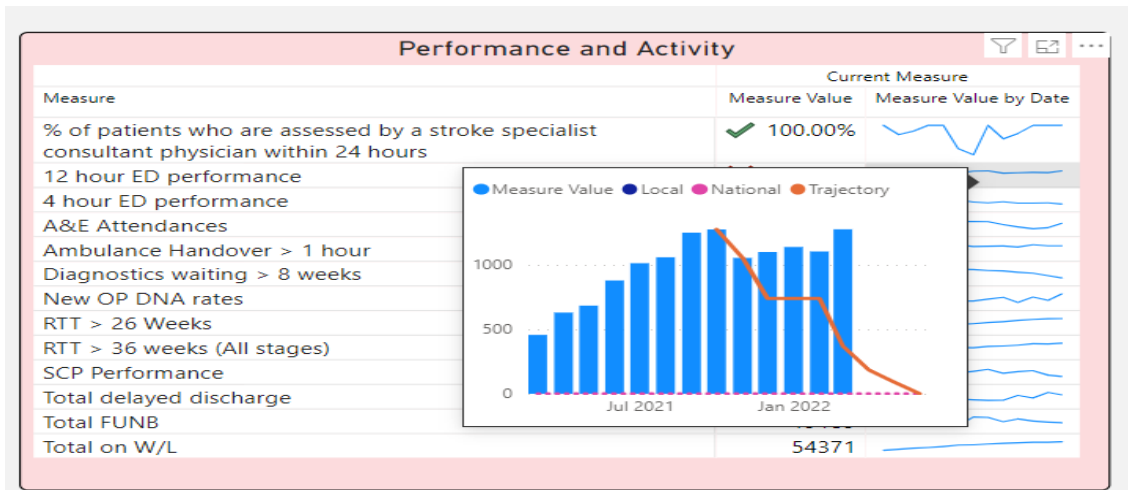 Performance and Activity
Current Measure
Measure Measure Value Measure Value by Date
% of patients who are assessed by a stroke specialist 100.00%
consultant physician within 24 hours
12 hour ED performance
4 hour ED performance
A&E Attendances
Ambulance Handover > 1 hour
Diagnostics waiting > 8 weeks
New OP DNA rates
RTT > 26 Weeks
RTT > 36 weeks (All stages)
SCP Performance
Total delayed discharge
Total FUNB
Total on W/L 54371
Measure Value Local National Trajectory
1000
500
0
Jul 2021 Jan 2022